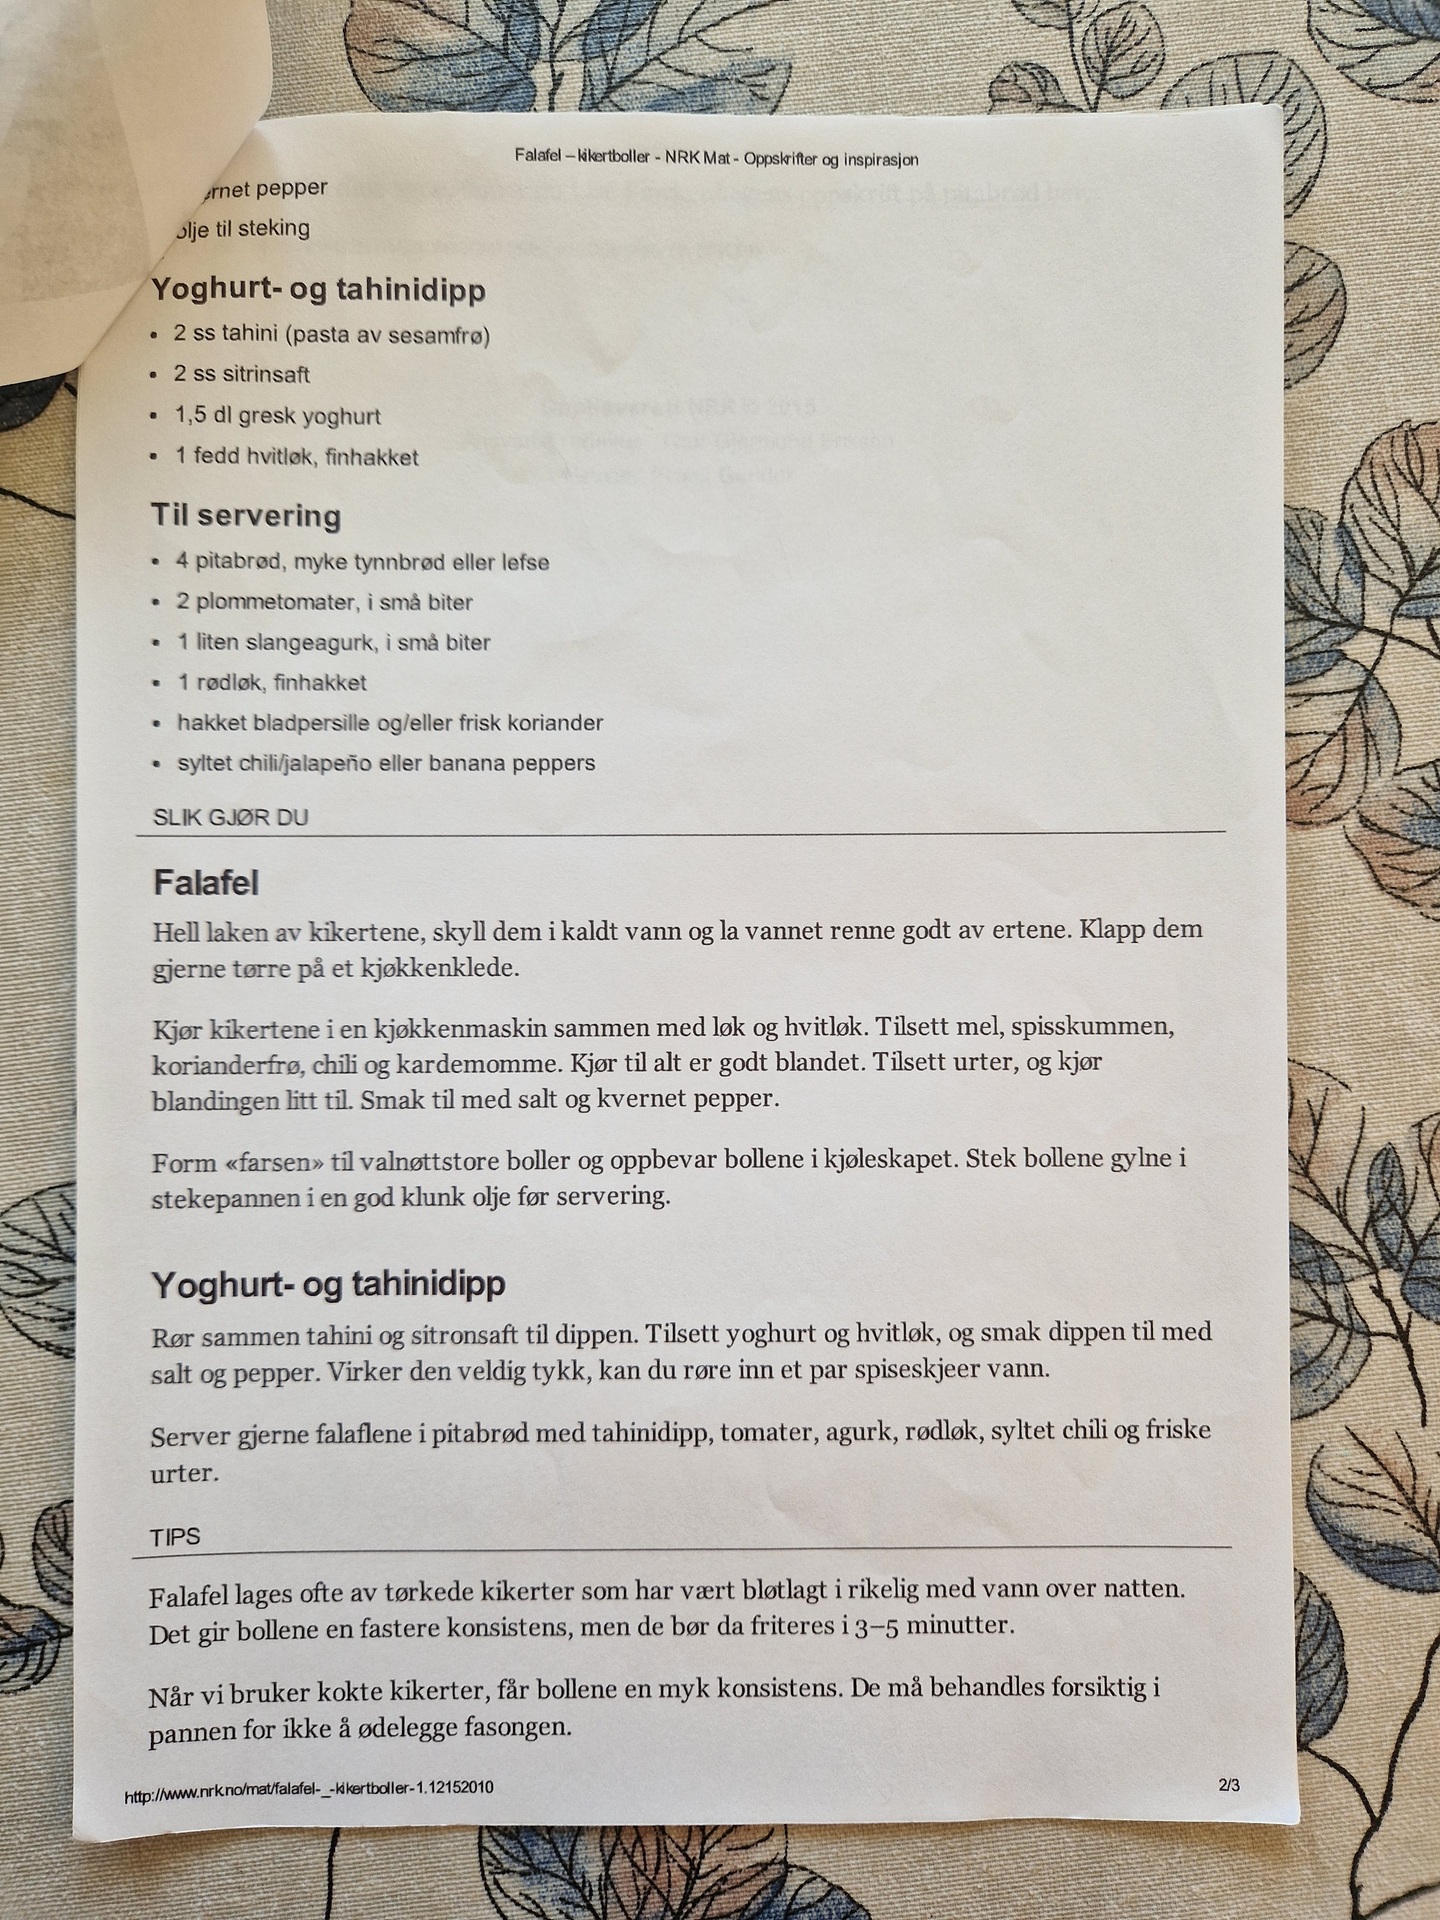 Falafel – kikertboller - NRK Mat - Oppskrifter og inspirasjon
pepper
til steking
Yoghurt- og tahinidipp
• 2 ss tahini (pasta av sesamfrø)
• 2 ss sitrinsaft
• 1,5 dl gresk yoghurt
• 1 fedd hvitløk, finhakket
Til servering
• 4 pitabrød, myke tynnbrød eller lefse
• 2 plommetomater, i små biter
• 1 liten slangeagurk, i små biter
• 1 rødløk, finhakket
• hakket bladpersille og/eller frisk koriander
• syltet chili/jalapeño eller banana peppers
SLIK GJØR DU
Falafel
Hell laken av kikertene, skyll dem i kaldt vann og la vannet renne godt av ertene. Klapp dem
gjerne tørre på et kjøkkenklede.
Kjør kikertene i en kjøkkenmaskin sammen med løk og hvitløk. Tilsett mel, spisskummen,
korianderfrø, chili og kardemomme. Kjør til alt er godt blandet. Tilsett urter, og kjør
blandingen litt til. Smak til med salt og kvernet pepper.
Form «farsen» til valnøttstore boller og oppbevar bollene i kjøleskapet. Stek bollene gylne i
stekepannen i en god klunk olje før servering.
Yoghurt- og tahinidipp
Rør sammen tahini og sitronsaft til dippen. Tilsett yoghurt og hvitløk, og smak dippen til med
salt og pepper. Virker den veldig tykk, kan du røre inn et par spiseskjeer vann.
Server gjerne falaflene i pitabrød med tahinidipp, tomater, agurk, rødløk, syltet chili og friske
urter.
TIPS
Falafel lages ofte av tørkede kikerter som har vært bløtlagt i rikelig med vann over natten.
Det gir bollene en fastere konsistens, men de bør da friteres i 3–5 minutter.
Når vi bruker kokte kikerter, får bollene en myk konsistens. De må behandles forsiktig i
pannen for ikke å ødelegge fasongen.
http://www.nrk.no/mat/falafel-_-kikertboller-1.12152010
2/3